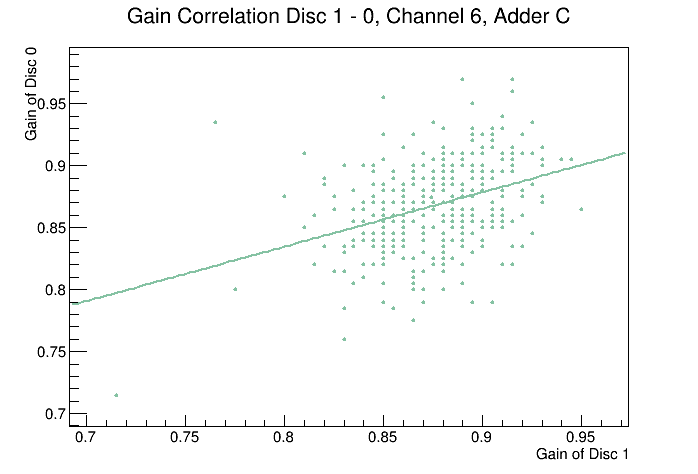 Gain Correlation Disc 1 - 0, Channel 6, Adder C
Gain of Disc 0
0.95
0.9
0.85
0.8
0.75
0.7
0.7 0.75 0.8 0.85 0.9 0.95
Gain of Disc 1